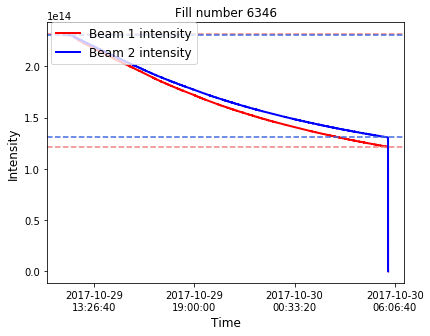 Fill number 6346
1e14
Beam 1 intensity
Beam 2 intensity
Intensity
2.0
1.5
1.0
0.5
0.0
2017-10-29
13:26:40
2017-10-29
19:00:00
2017-10-30
00:33:20
2017-10-30
06:06:40
Time